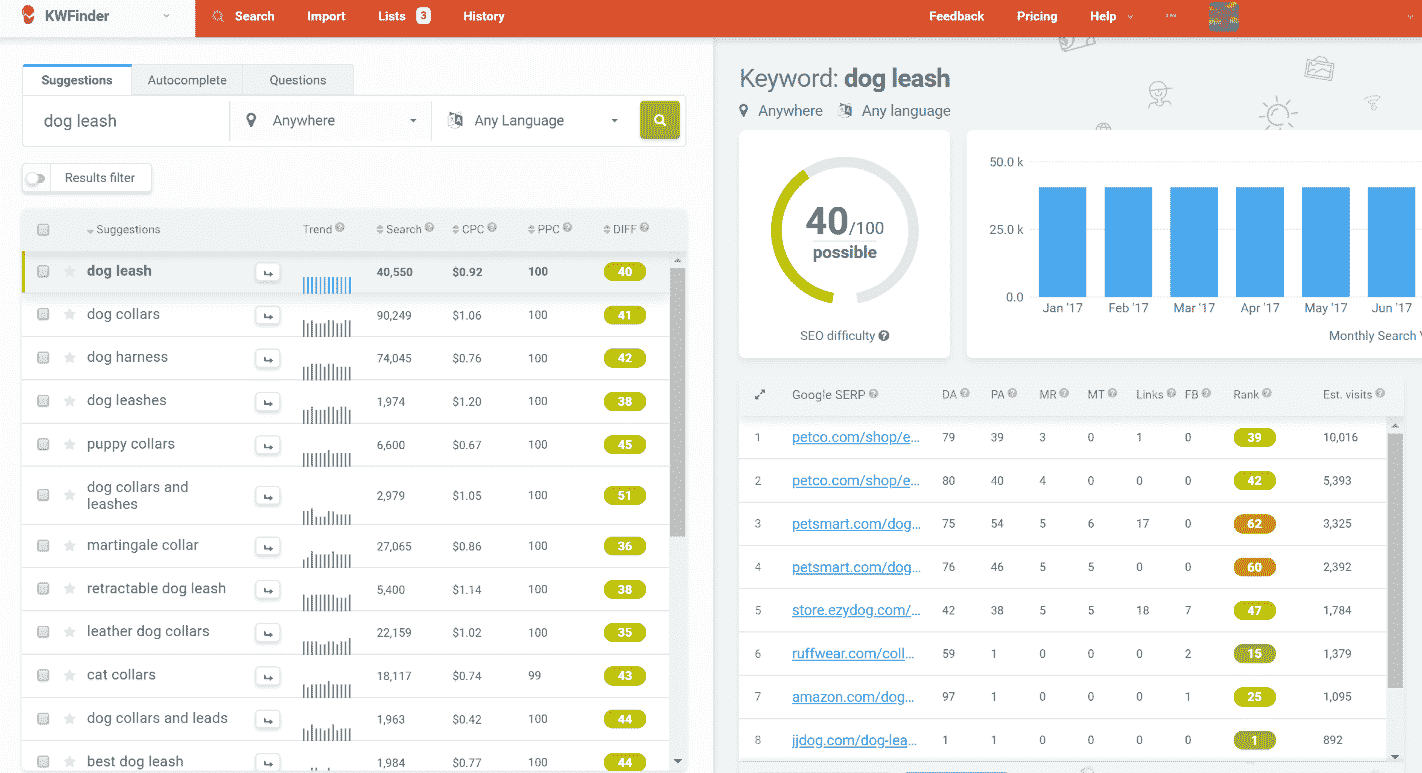 KWFinder
Search Import Lists 3 History Feedback Pricing Help
Suggestions Autocomplete Questions
dog leash Anywhere Any Language
Results filter
Suggestions Trend Search CPC PPC DIFF
dog leash 40,550 $0.92 100 40
dog collars 90,249 $1.06 100 41
dog harness 74,045 $0.76 100 42
dog leashes 1,974 $1.20 100 38
puppy collars 6,600 $0.67 100 45
dog collars and
leashes 2,979 $1.05 100 51
martingale collar 27,065 $0.86 100 36
retractable dog leash 5,400 $1.14 100 38
leather dog collars 22,159 $1.02 100 35
cat collars 18,117 $0.74 99 43
dog collars and leads 1,963 $0.42 100 44
best dog leash 1,984 $0.77 100 44
Keyword: dog leash
Anywhere Any language
40/100
possible
SEO difficulty
50.0 k
25.0 k
0.0
Jan '17 Feb '17 Mar '17 Apr '17 May '17 Jun '17
Monthly Search
Google SERP DA PA MR MT Links FB Rank Est. visits
1 petco.com/shop/e... 79 39 3 0 1 0 39 10,016
2 petco.com/shop/e... 80 40 4 0 0 0 42 5,393
3 petsmart.com/dog... 75 54 5 6 17 0 62 3,325
4 petsmart.com/dog... 76 46 5 5 0 0 60 2,392
5 store.ezydog.com/... 42 38 5 5 18 7 47 1,784
6 ruffwear.com/coll... 59 1 0 0 0 2 15 1,379
7 amazon.com/dog... 97 1 0 0 0 1 25 1,095
8 jjdog.com/dog-lea... 1 1 0 0 0 0 1 892